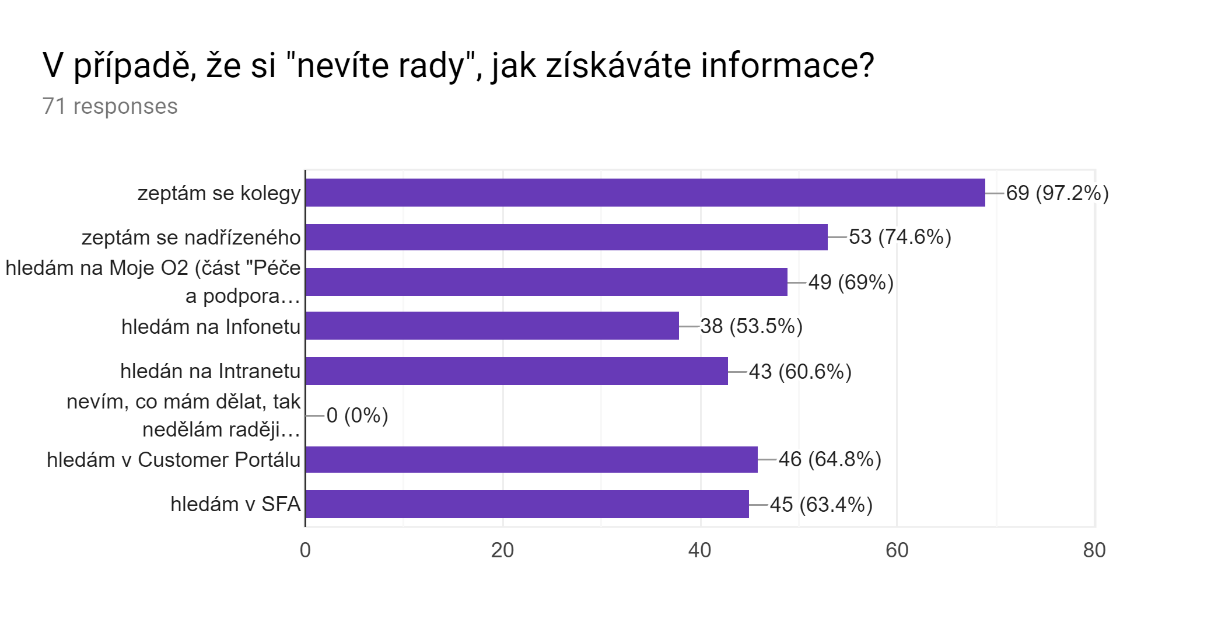 V případě, že si "nevíte rady", jak získáváte informace?
71 responses
zeptám se kolegy
69 (97.2%)
zeptám se nadřízeného
53 (74.6%)
hledám na Moje O2 (část "Péče
a podpora…
49 (69%)
hledám na Infonetu
38 (53.5%)
hledán na Intranetu
43 (60.6%)
nevím, co mám dělat, tak
nedělám raději…
0 (0%)
hledám v Customer Portálu
46 (64.8%)
hledám v SFA
45 (63.4%)
0 20 40 60 80